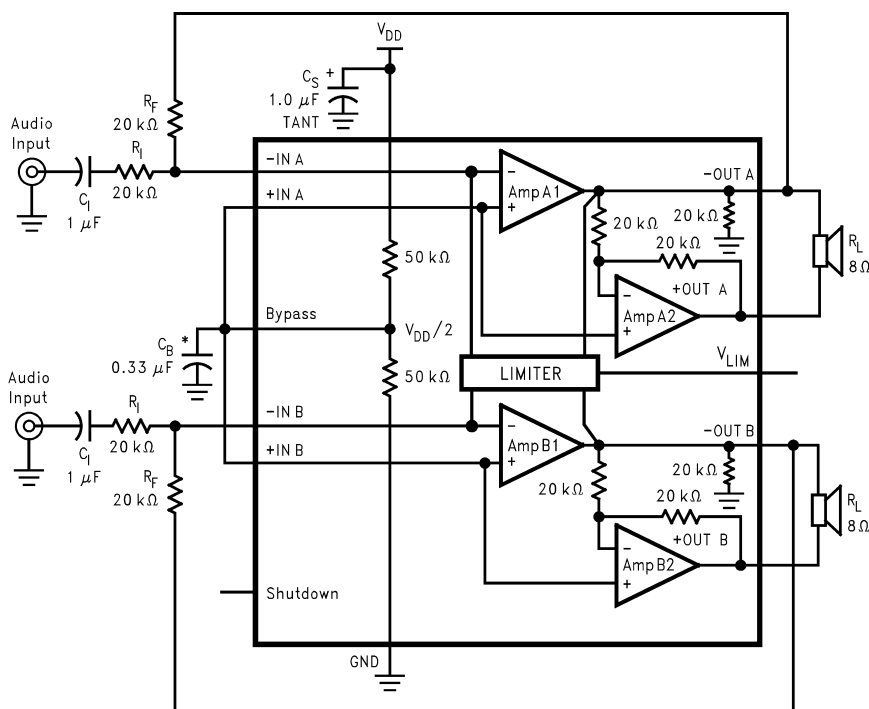 V_DD
C_S +
1.0 μF
TANT
R_F
20 kΩ
Audio
Input
R_I
20 kΩ
C_I
1 μF
-IN A
+IN A
−
+
Amp A1
-OUT A
20 kΩ
20 kΩ
20 kΩ
+OUT A
−
+
Amp A2
R_L
8Ω
50 kΩ
Bypass
V_DD/2
C_B *
0.33 μF
50 kΩ
LIMITER
V_LIM
Audio
Input
R_I
20 kΩ
C_I
1 μF
R_F
20 kΩ
-IN B
+IN B
−
+
Amp B1
-OUT B
20 kΩ
20 kΩ
20 kΩ
+OUT B
−
+
Amp B2
R_L
8Ω
Shutdown
GND